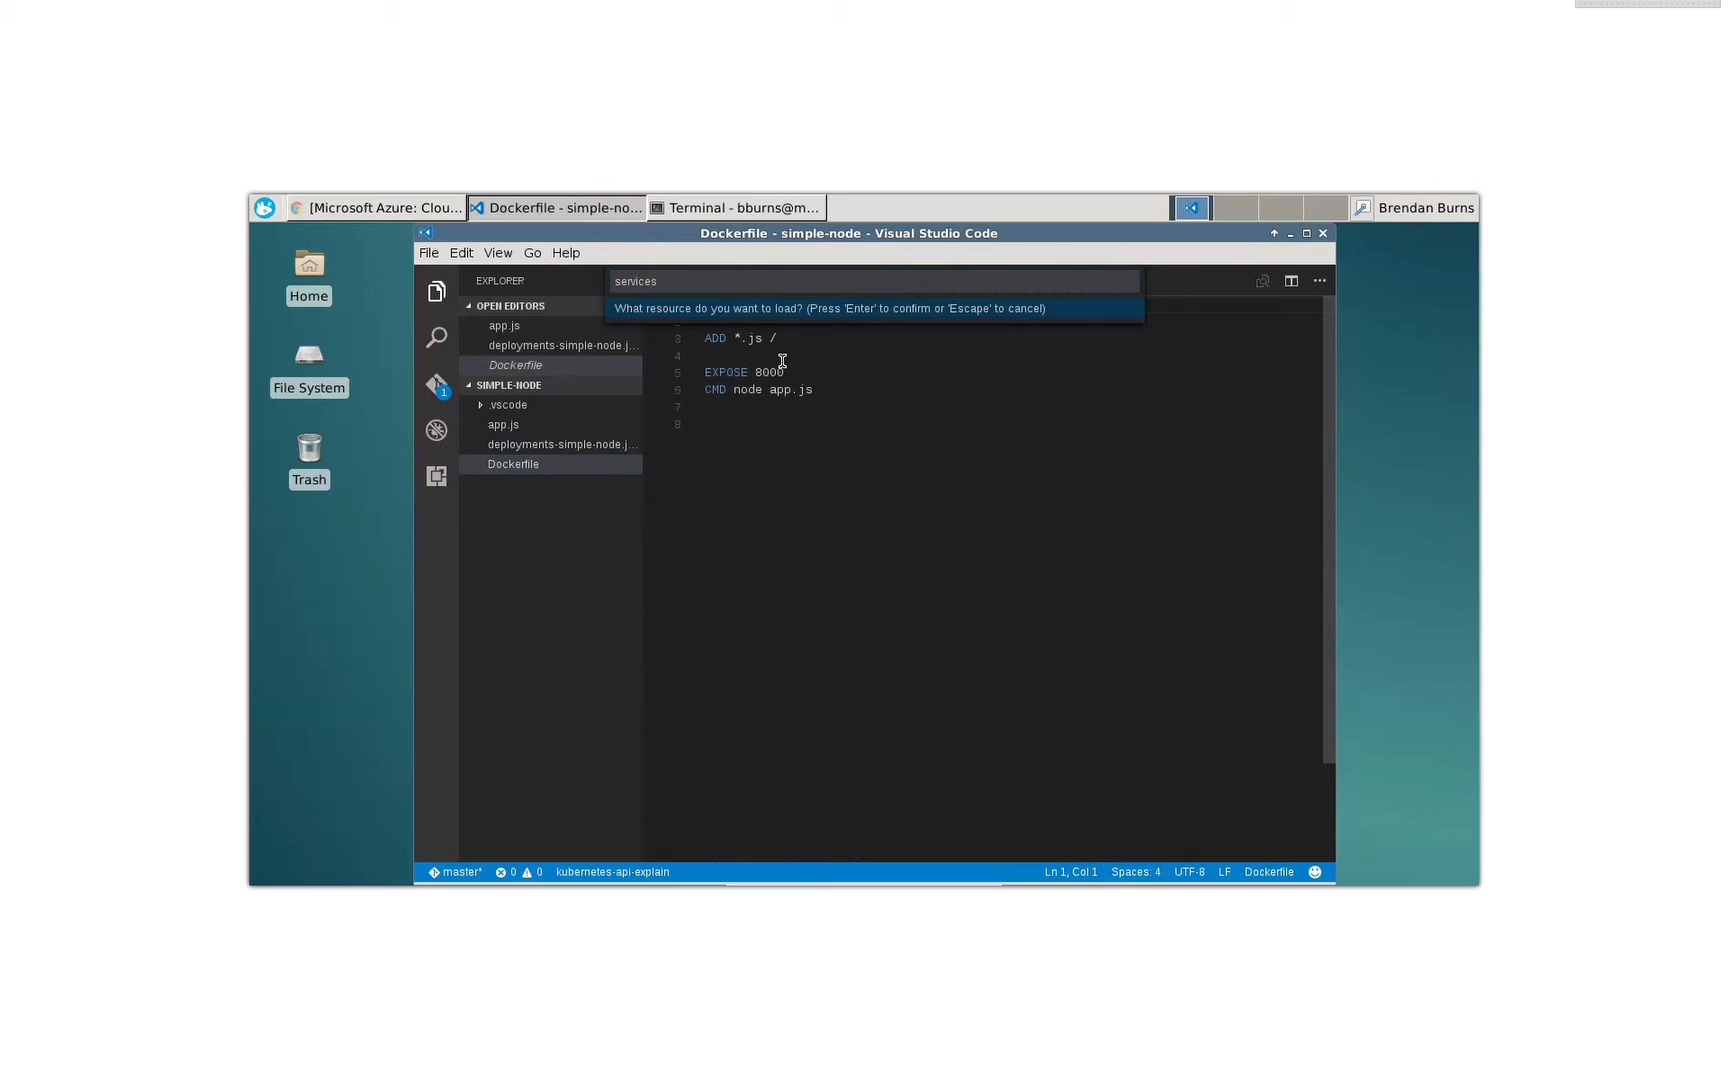 [Microsoft Azure: Clou...
Dockerfile - simple-no...
Terminal - bburns@m...
Brendan Burns
Home
File System
Trash
Dockerfile - simple-node - Visual Studio Code
File Edit View Go Help
EXPLORER
OPEN EDITORS
app.js
deployments-simple-node.j...
Dockerfile
SIMPLE-NODE
.vscode
app.js
deployments-simple-node.j...
Dockerfile
1
services
What resource do you want to load? (Press 'Enter' to confirm or 'Escape' to cancel)
3 ADD *.js /
4
5 EXPOSE 8000
6 CMD node app.js
7
8
master* 0 0 kubernetes-api-explain Ln 1, Col 1 Spaces: 4 UTF-8 LF Dockerfile